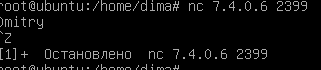 root@ubuntu:/home/dima# nc 7.4.0.6 2399
Dmitry
^Z
[1]+  Остановлено  nc 7.4.0.6 2399
root@ubuntu:/home/dima#